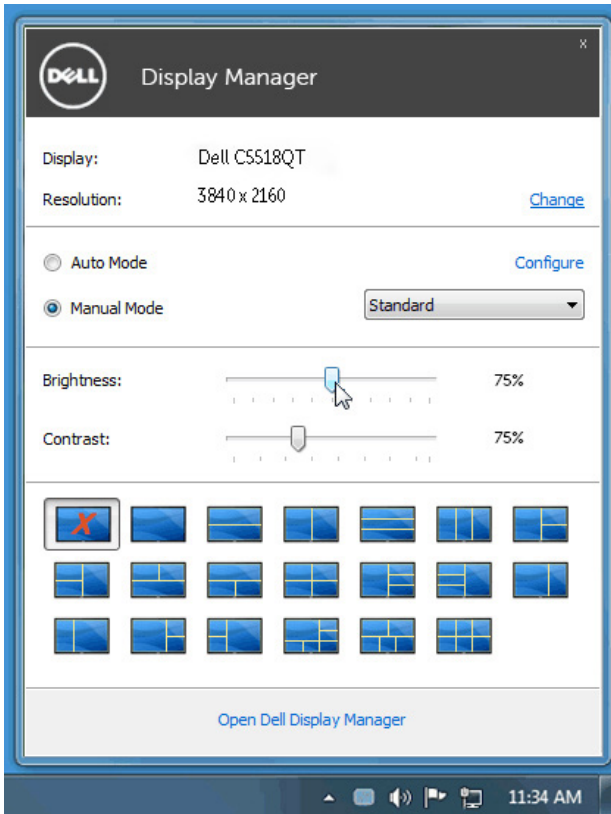 DELL
Display Manager
x
Display: Dell C5518QT
Resolution: 3840 x 2160 Change
Auto Mode Configure
Manual Mode Standard
Brightness: 75%
Contrast: 75%
Open Dell Display Manager
11:34 AM